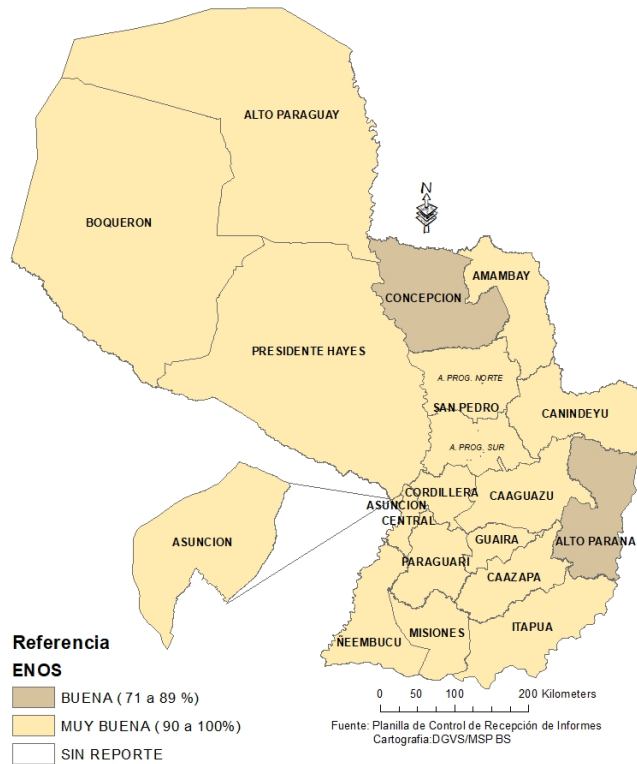 ALTO PARAGUAY
BOQUERON
N
CONCEPCION
AMAMBAY
PRESIDENTE HAYES
A. PROG. NORTE
SAN PEDRO
CANINDEYU
A. PROG. SUR
CORDILLERA
CAAGUAZU
ASUNCION
CENTRAL
ASUNCION
GUAIRA
ALTO PARANA
PARAGUARI
CAAZAPA
ÑEEMBUCU
MISIONES
ITAPUA
Referencia
ENOS
BUENA (71 a 89 %)
MUY BUENA (90 a 100%)
SIN REPORTE
0 50 100 200 Kilometers
Fuente: Planilla de Control de Recepción de Informes
Cartografia:DGVS/MSP BS